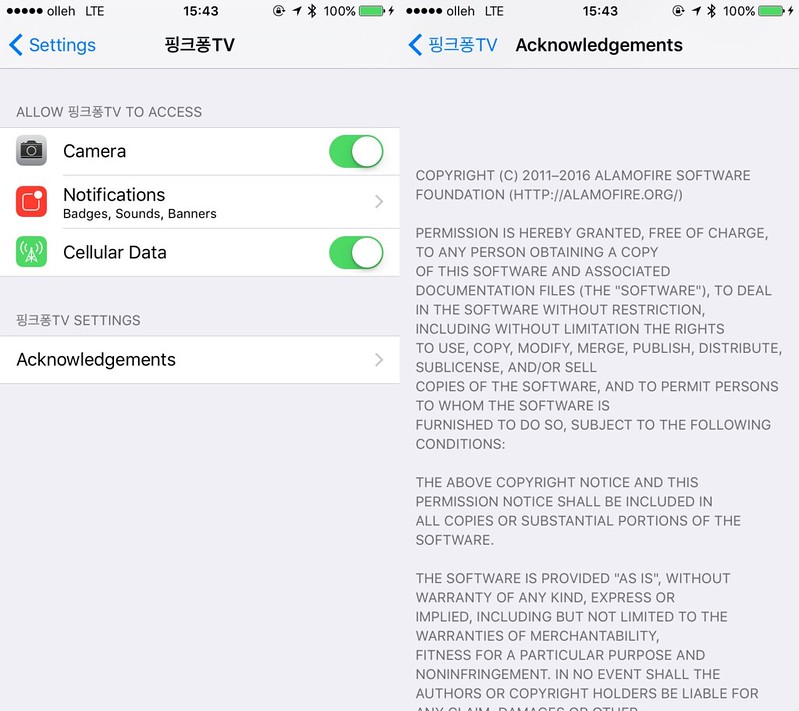 ●●●●● olleh LTE 15:43 100%
Settings 핑크퐁TV
ALLOW 핑크퐁TV TO ACCESS
Camera
Notifications
Badges, Sounds, Banners
Cellular Data
핑크퐁TV SETTINGS
Acknowledgements
●●●●● olleh LTE 15:43 100%
핑크퐁TV Acknowledgements
COPYRIGHT (C) 2011–2016 ALAMOFIRE SOFTWARE
FOUNDATION (HTTP://ALAMOFIRE.ORG/)
PERMISSION IS HEREBY GRANTED, FREE OF CHARGE,
TO ANY PERSON OBTAINING A COPY
OF THIS SOFTWARE AND ASSOCIATED
DOCUMENTATION FILES (THE "SOFTWARE"), TO DEAL
IN THE SOFTWARE WITHOUT RESTRICTION,
INCLUDING WITHOUT LIMITATION THE RIGHTS
TO USE, COPY, MODIFY, MERGE, PUBLISH, DISTRIBUTE,
SUBLICENSE, AND/OR SELL
COPIES OF THE SOFTWARE, AND TO PERMIT PERSONS
TO WHOM THE SOFTWARE IS
FURNISHED TO DO SO, SUBJECT TO THE FOLLOWING
CONDITIONS:
THE ABOVE COPYRIGHT NOTICE AND THIS
PERMISSION NOTICE SHALL BE INCLUDED IN
ALL COPIES OR SUBSTANTIAL PORTIONS OF THE
SOFTWARE.
THE SOFTWARE IS PROVIDED "AS IS", WITHOUT
WARRANTY OF ANY KIND, EXPRESS OR
IMPLIED, INCLUDING BUT NOT LIMITED TO THE
WARRANTIES OF MERCHANTABILITY,
FITNESS FOR A PARTICULAR PURPOSE AND
NONINFRINGEMENT. IN NO EVENT SHALL THE
AUTHORS OR COPYRIGHT HOLDERS BE LIABLE FOR
ANY CLAIM, DAMAGES OR OTHER